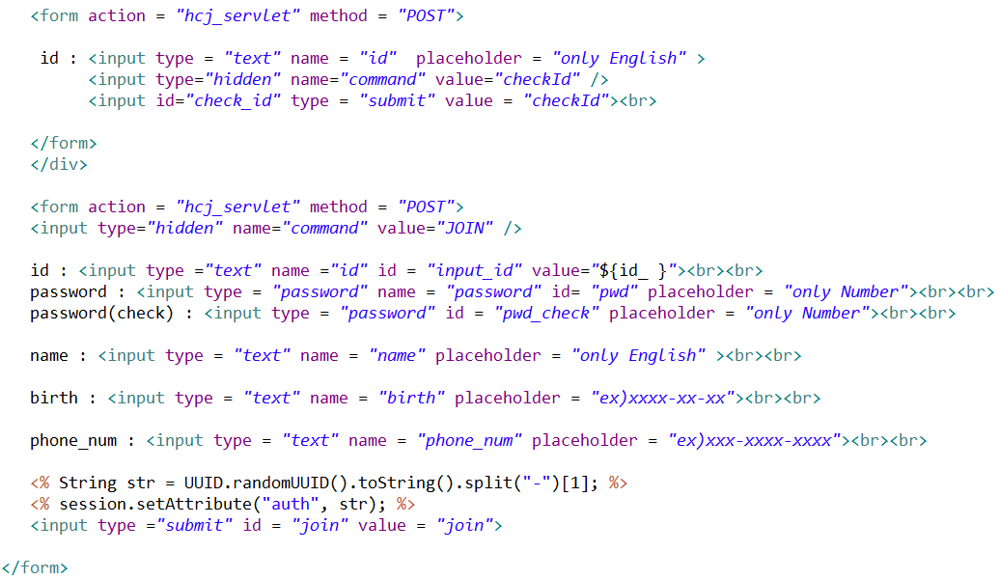 <form action = "hcj_servlet" method = "POST">
id : <input type = "text" name = "id"  placeholder = "only English" >
<input type="hidden" name="command" value="checkId" />
<input id="check_id" type = "submit" value = "checkId"><br>
</form>
</div>
<form action = "hcj_servlet" method = "POST">
<input type="hidden" name="command" value="JOIN" />
id : <input type ="text" name ="id" id = "input_id" value="${id_ }"><br><br>
password : <input type = "password" name = "password" id= "pwd" placeholder = "only Number"><br><br>
password(check) : <input type = "password" id = "pwd_check" placeholder = "only Number"><br><br>
name : <input type = "text" name = "name" placeholder = "only English" ><br><br>
birth : <input type = "text" name = "birth" placeholder = "ex)xxxx-xx-xx"><br><br>
phone_num : <input type = "text" name = "phone_num" placeholder = "ex)xxx-xxxx-xxxx"><br><br>
<% String str = UUID.randomUUID().toString().split("-")[1]; %>
<% session.setAttribute("auth", str); %>
<input type ="submit" id = "join" value = "join">
</form>